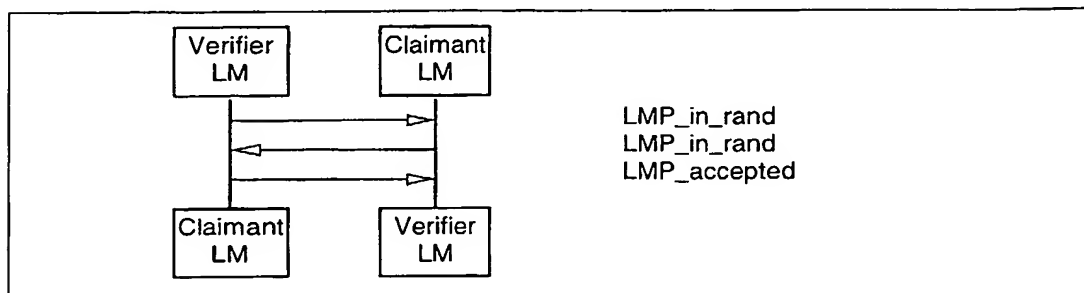 Verifier
LM
Claimant
LM
LMP_in_rand
LMP_in_rand
LMP_accepted
Claimant
LM
Verifier
LM